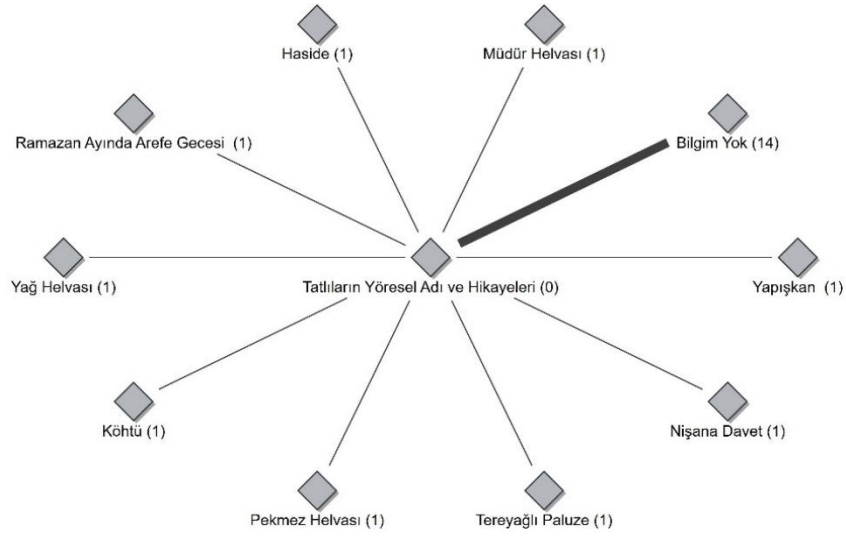 Haside (1)
Müdür Helvası (1)
Ramazan Ayında Arefe Gecesi (1)
Bilgim Yok (14)
Yağ Helvası (1)
Tatlıların Yöresel Adı ve Hikayeleri (0)
Yapışkan (1)
Köhtü (1)
Nişana Davet (1)
Pekmez Helvası (1)
Tereyağlı Paluze (1)